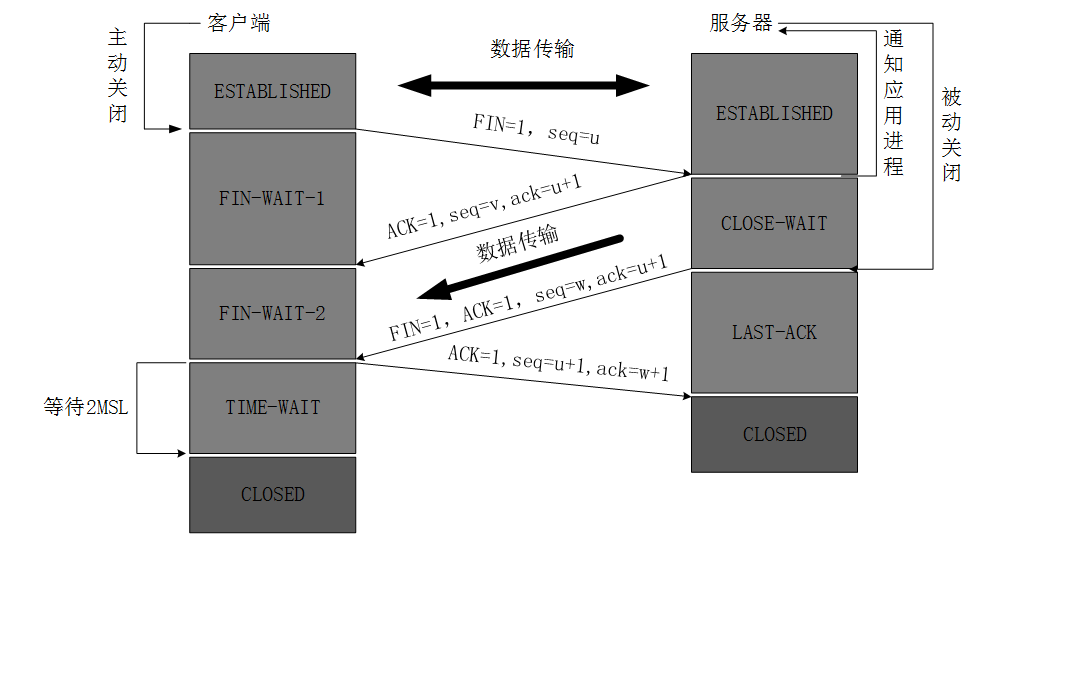 客户端
服务器
主动关闭
数据传输
通知应用进程
被动关闭
ESTABLISHED
ESTABLISHED
FIN=1, seq=u
FIN-WAIT-1
ACK=1,seq=v,ack=u+1
CLOSE-WAIT
数据传输
FIN=1, ACK=1, seq=w,ack=u+1
FIN-WAIT-2
LAST-ACK
ACK=1,seq=u+1,ack=w+1
等待2MSL
TIME-WAIT
CLOSED
CLOSED